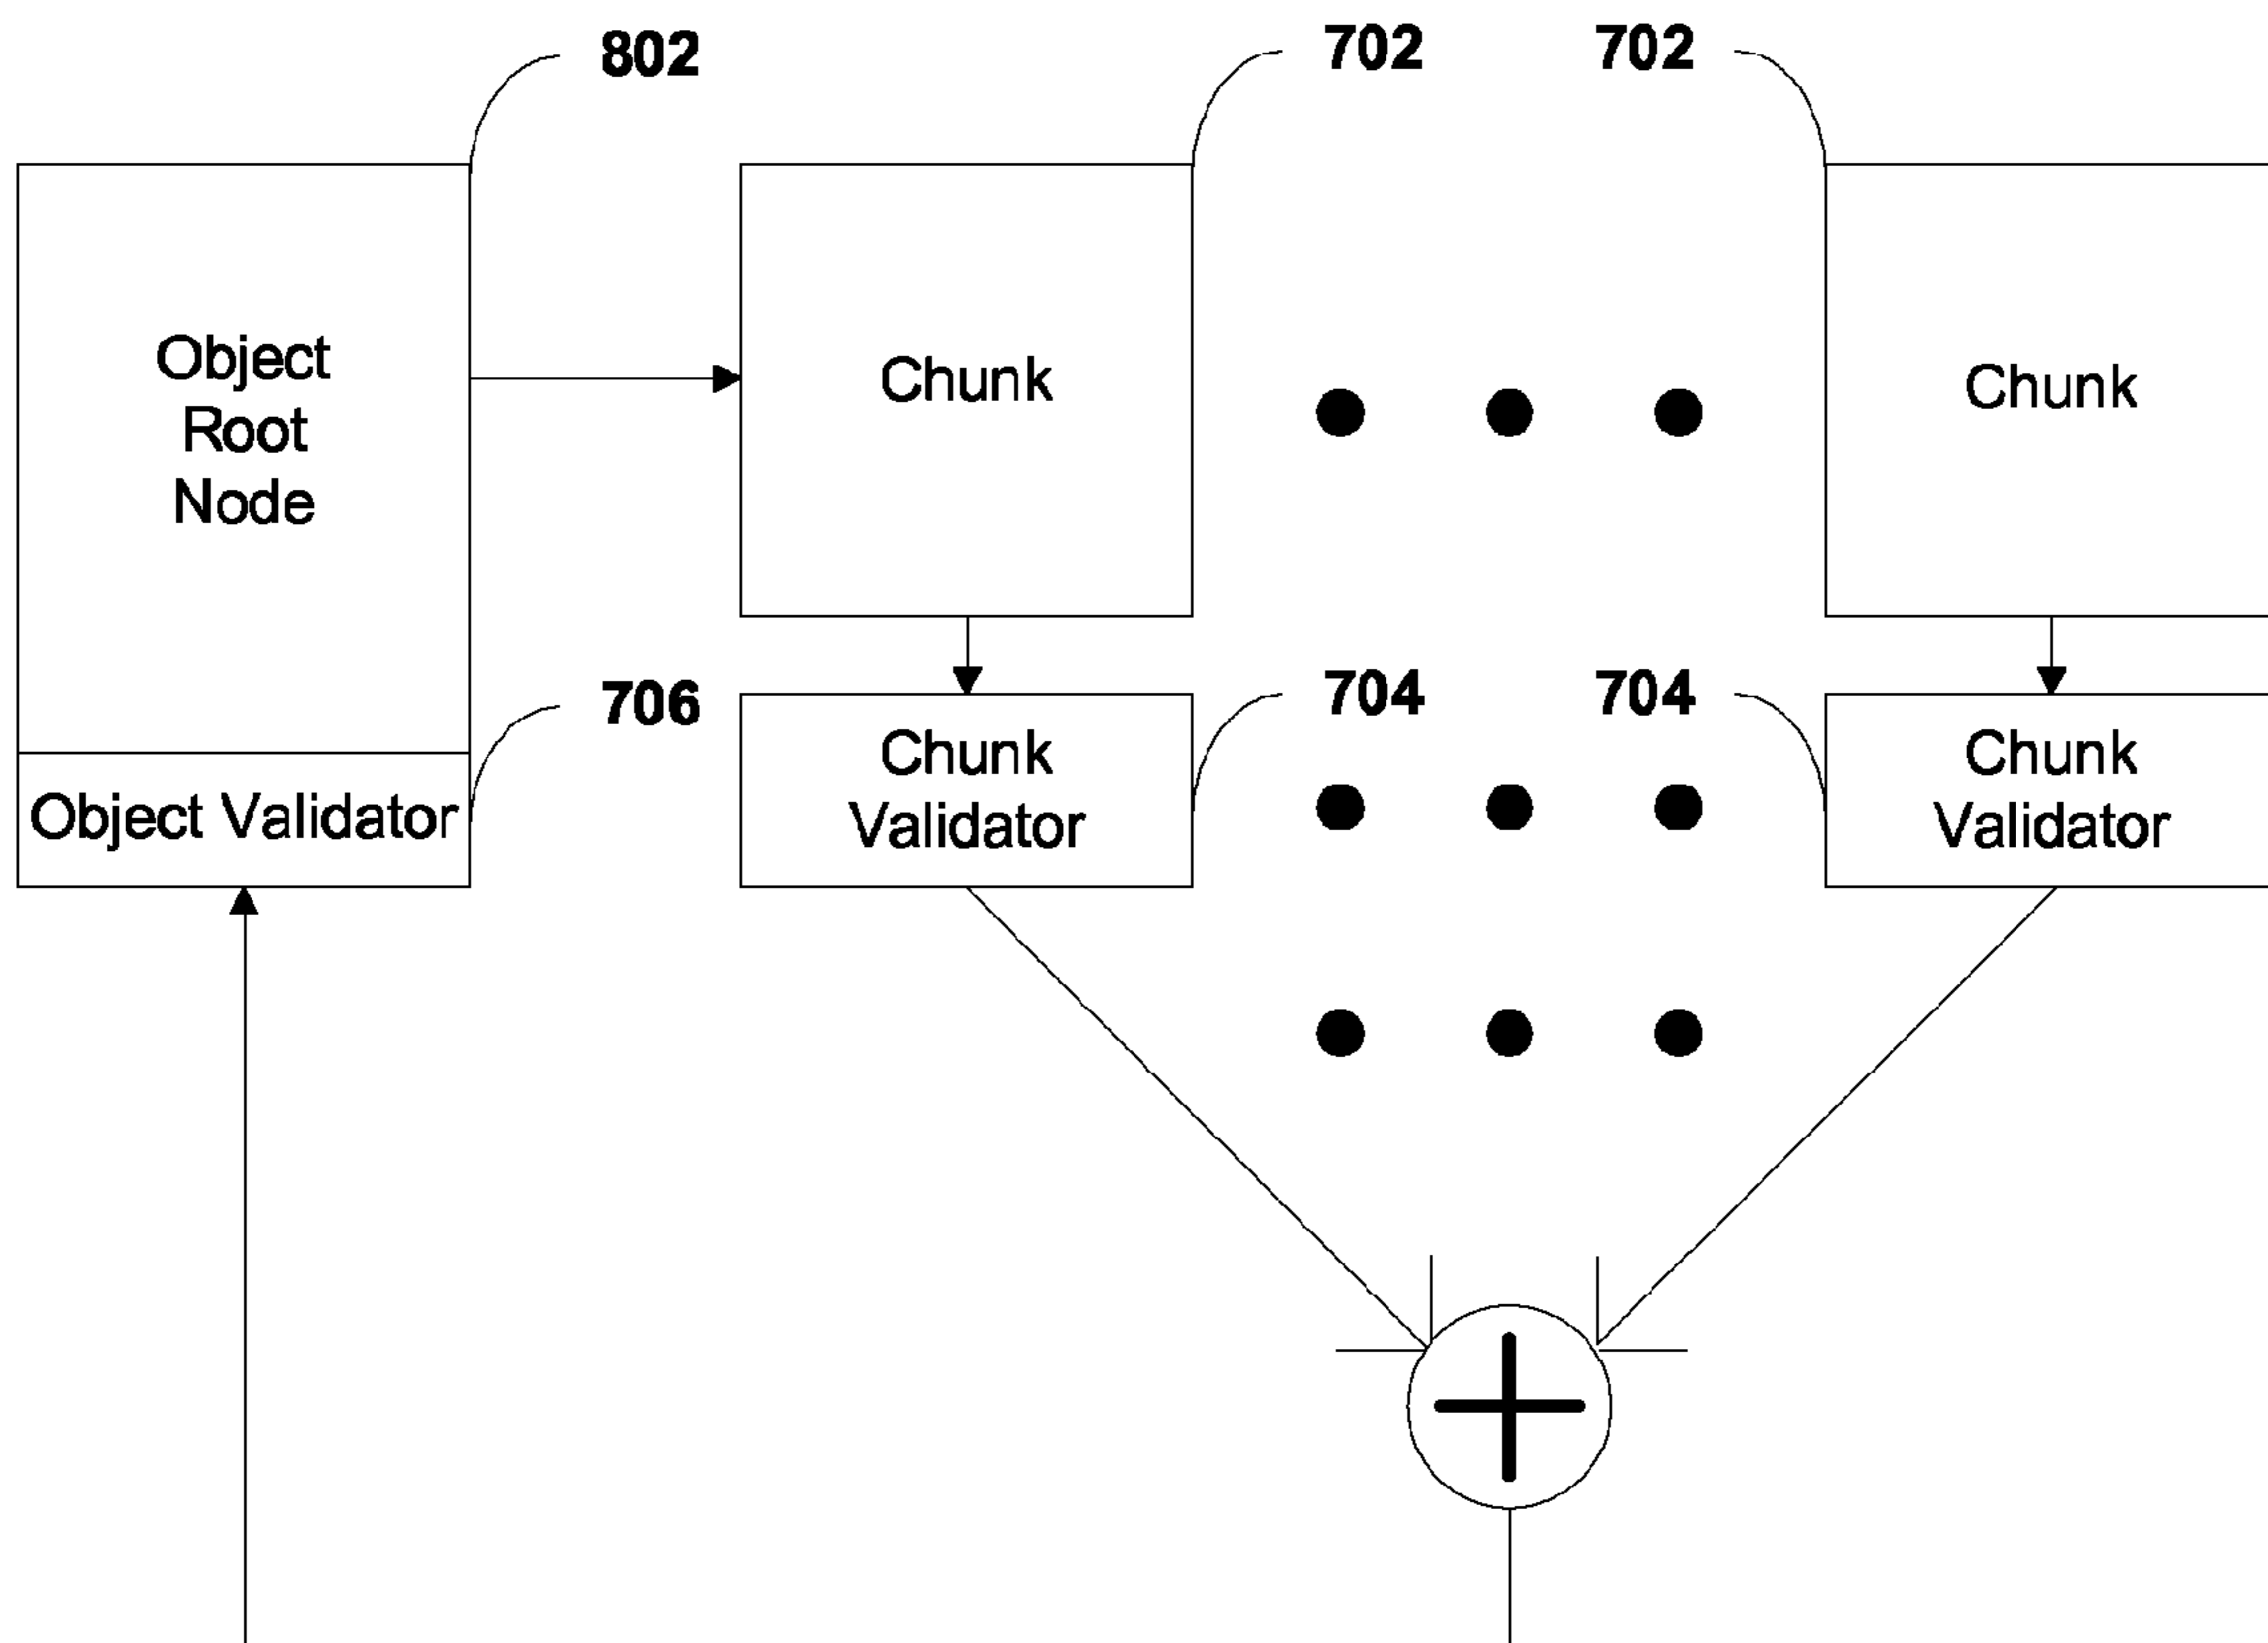 802
702
702
Object
Root
Node
Chunk
Chunk
706
704
704
Object Validator
Chunk
Validator
Chunk
Validator